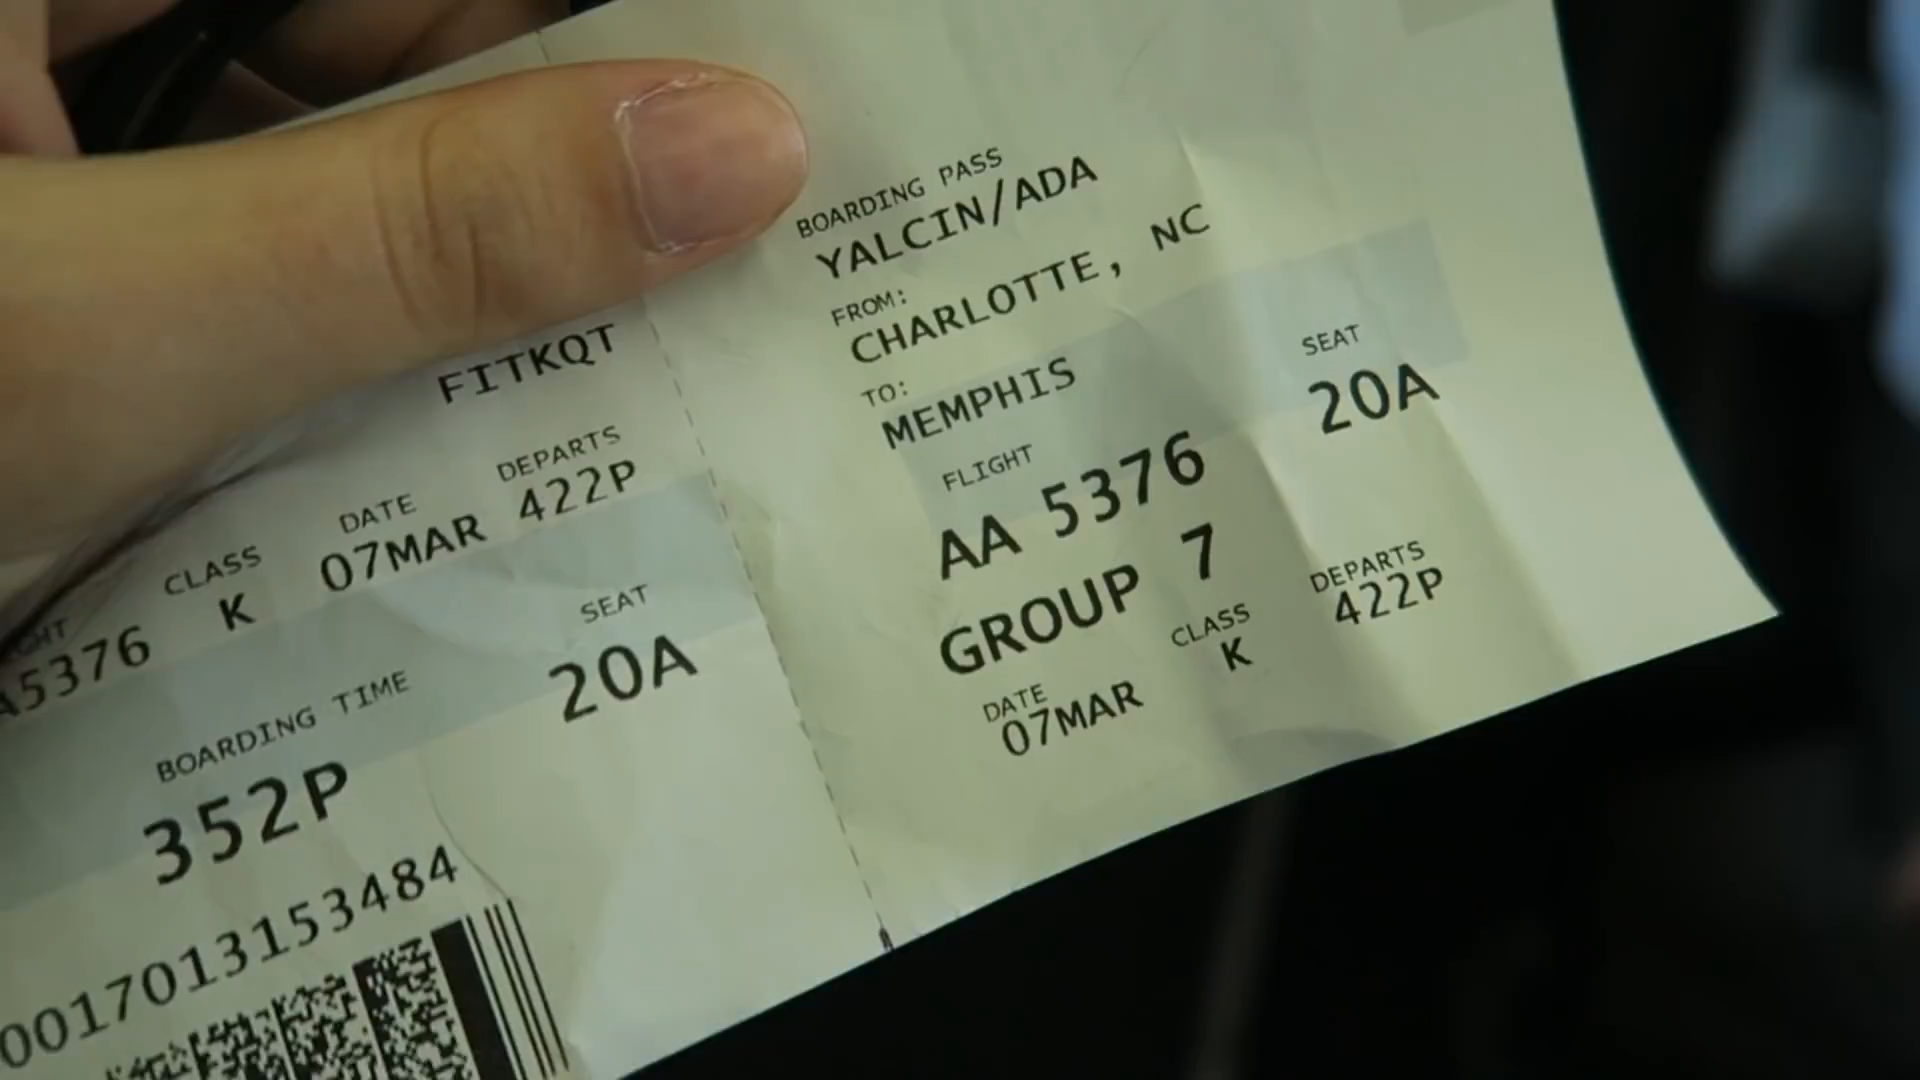 FITKQT
DATE DEPARTS
CLASS 07MAR 422P
K
5376
SEAT
BOARDING TIME 20A
352P
0017013153484
BOARDING PASS
YALCIN/ADA
FROM:
CHARLOTTE, NC
TO:
MEMPHIS
SEAT
FLIGHT 20A
AA 5376
GROUP 7
DEPARTS
CLASS 422P
DATE K
07MAR